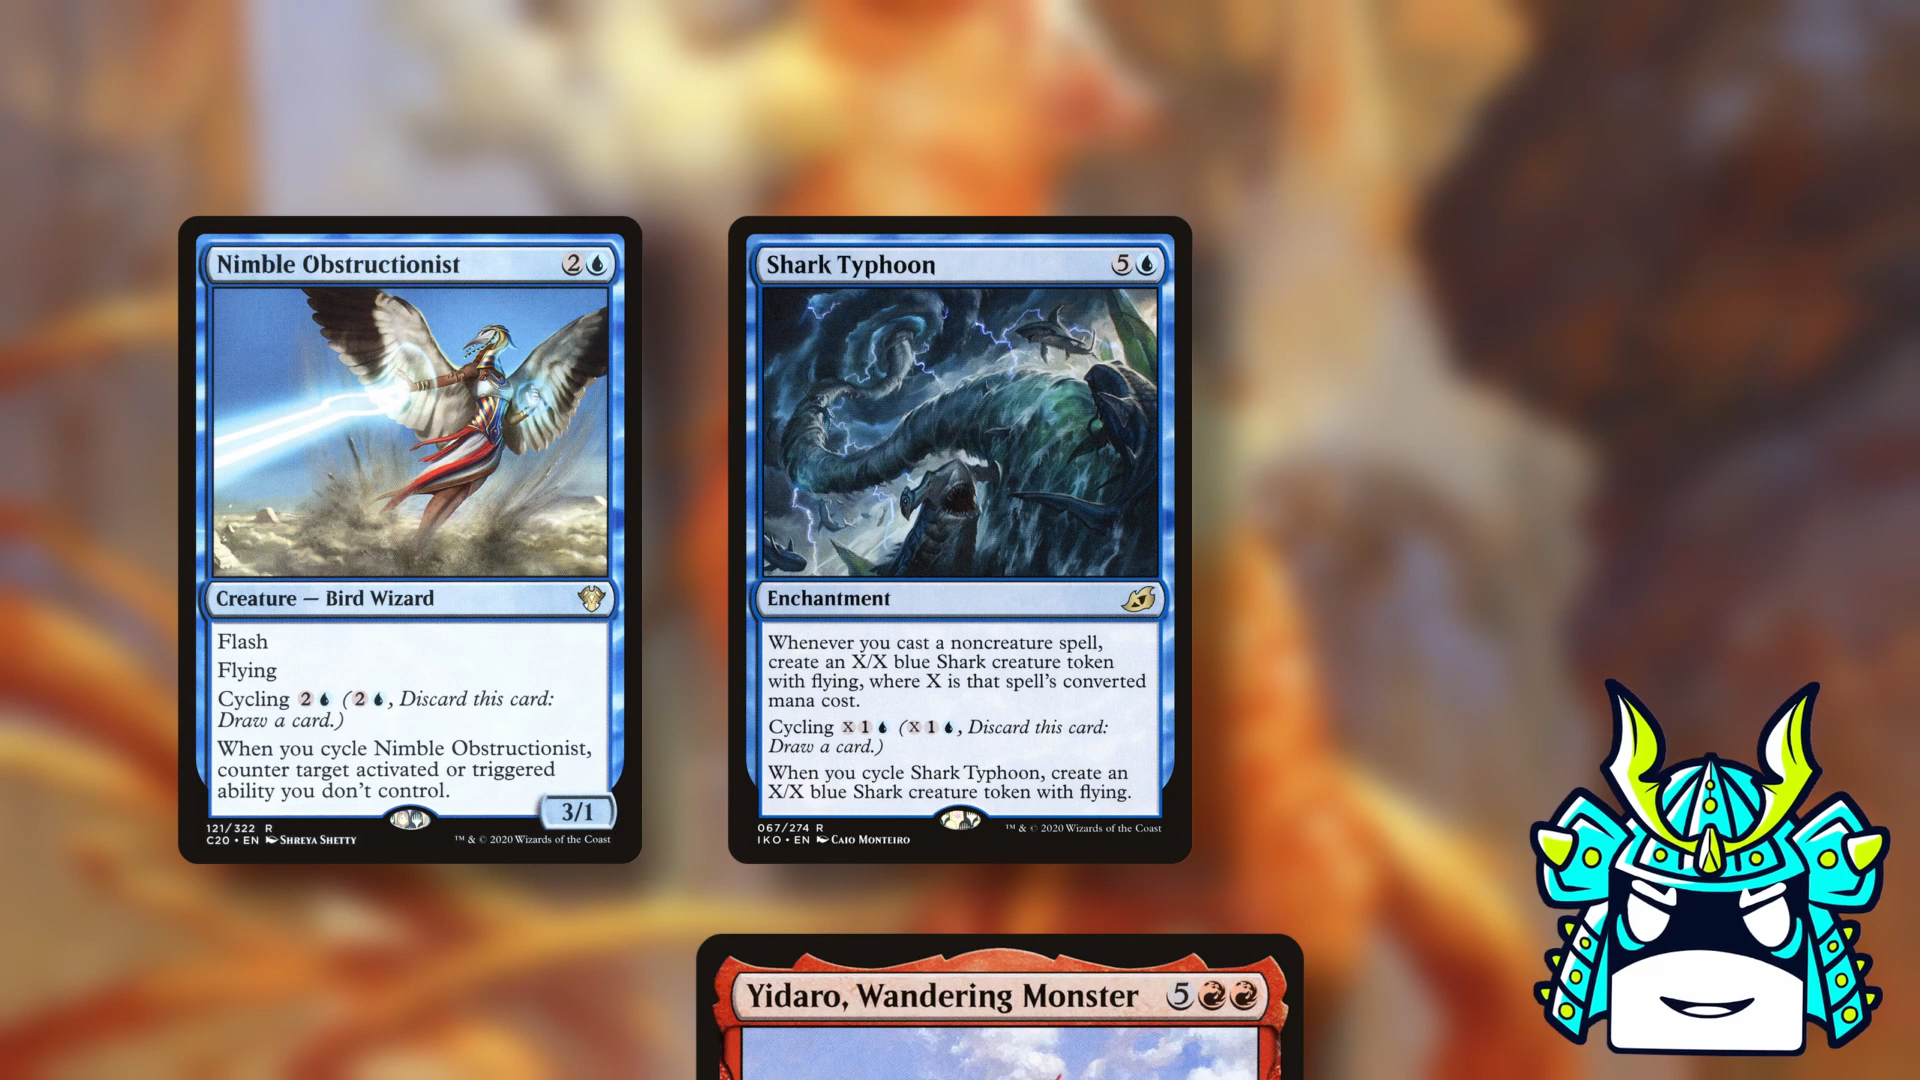 Nimble Obstructionist 2
Creature — Bird Wizard
Flash
Flying
Cycling 2 (2 , Discard this card:
Draw a card.)
When you cycle Nimble Obstructionist,
counter target activated or triggered
ability you don't control.
3/1
121/322 R
C20 • EN SHREYA SHETTY
™ & © 2020 Wizards of the Coast
Shark Typhoon 5
Enchantment
Whenever you cast a noncreature spell,
create an X/X blue Shark creature token
with flying, where X is that spell's converted
mana cost.
Cycling X 1 (X 1 , Discard this card:
Draw a card.)
When you cycle Shark Typhoon, create an
X/X blue Shark creature token with flying.
067/274 R
IKO • EN CAIO MONTEIRO
™ & © 2020 Wizards of the Coast
Yidaro, Wandering Monster 5